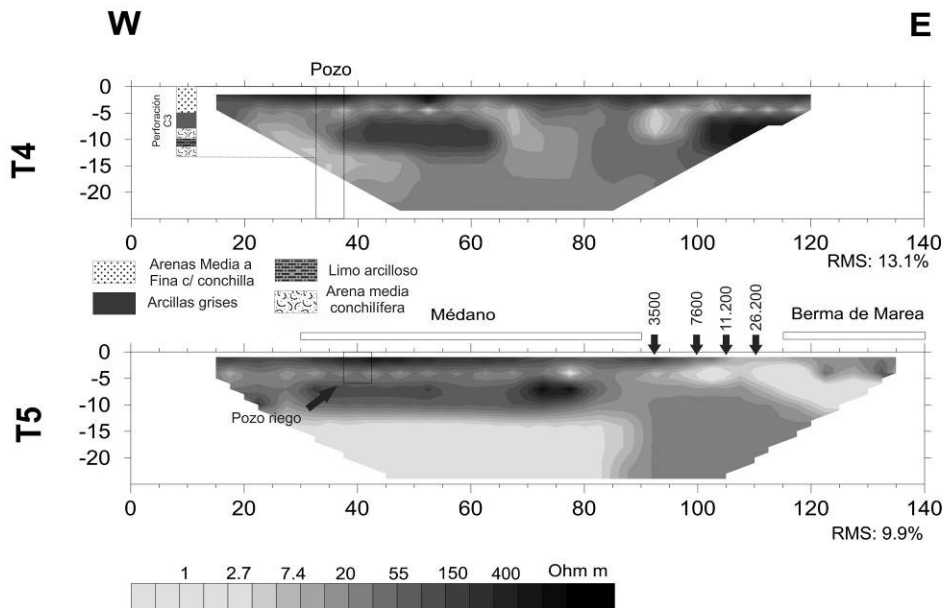 W
E
Pozo
T4
Perforación
C3
0
-5
-10
-15
-20
0 20 40 60 80 100 120 140
RMS: 13.1%
Arenas Media a
Fina c/ conchilla
Arcillas grises
Limo arcilloso
Arena media
conchilífera
Médano
3500
7600
11.200
26.200
Berma de Marea
T5
0
-5
-10
-15
-20
Pozo riego
0 20 40 60 80 100 120 140
RMS: 9.9%
1 2.7 7.4 20 55 150 400 Ohm m